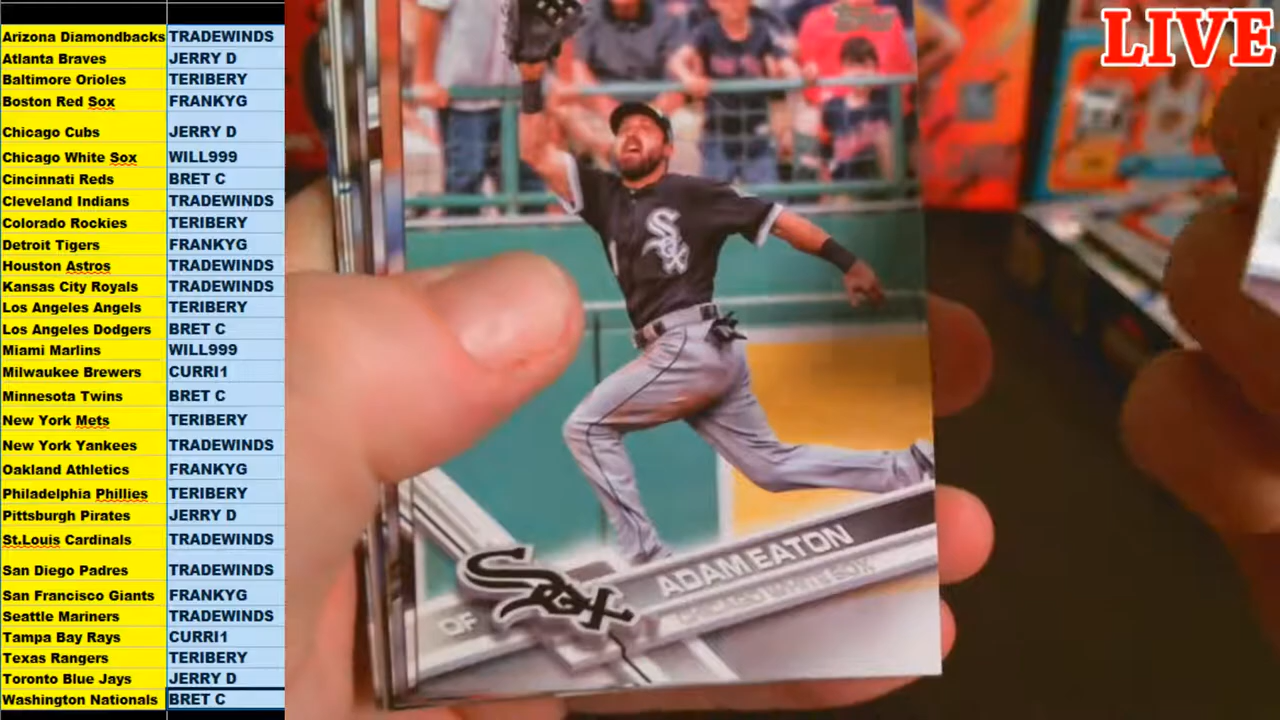 LIVE
Arizona Diamondbacks TRADEWINDS
Atlanta Braves JERRY D
Baltimore Orioles TERIBERY
Boston Red Sox FRANKYG
Chicago Cubs JERRY D
Chicago White Sox WILL999
Cincinnati Reds BRET C
Cleveland Indians TRADEWINDS
Colorado Rockies TERIBERY
Detroit Tigers FRANKYG
Houston Astros TRADEWINDS
Kansas City Royals TRADEWINDS
Los Angeles Angels TERIBERY
Los Angeles Dodgers BRET C
Miami Marlins WILL999
Milwaukee Brewers CURRI1
Minnesota Twins BRET C
New York Mets TERIBERY
New York Yankees TRADEWINDS
Oakland Athletics FRANKYG
Philadelphia Phillies TERIBERY
Pittsburgh Pirates JERRY D
St.Louis Cardinals TRADEWINDS
San Diego Padres TRADEWINDS
San Francisco Giants FRANKYG
Seattle Mariners TRADEWINDS
Tampa Bay Rays CURRI1
Texas Rangers TERIBERY
Toronto Blue Jays JERRY D
Washington Nationals BRET C
Topps
Sox
ADAM EATON
CHICAGO WHITE SOX
OF
Sox